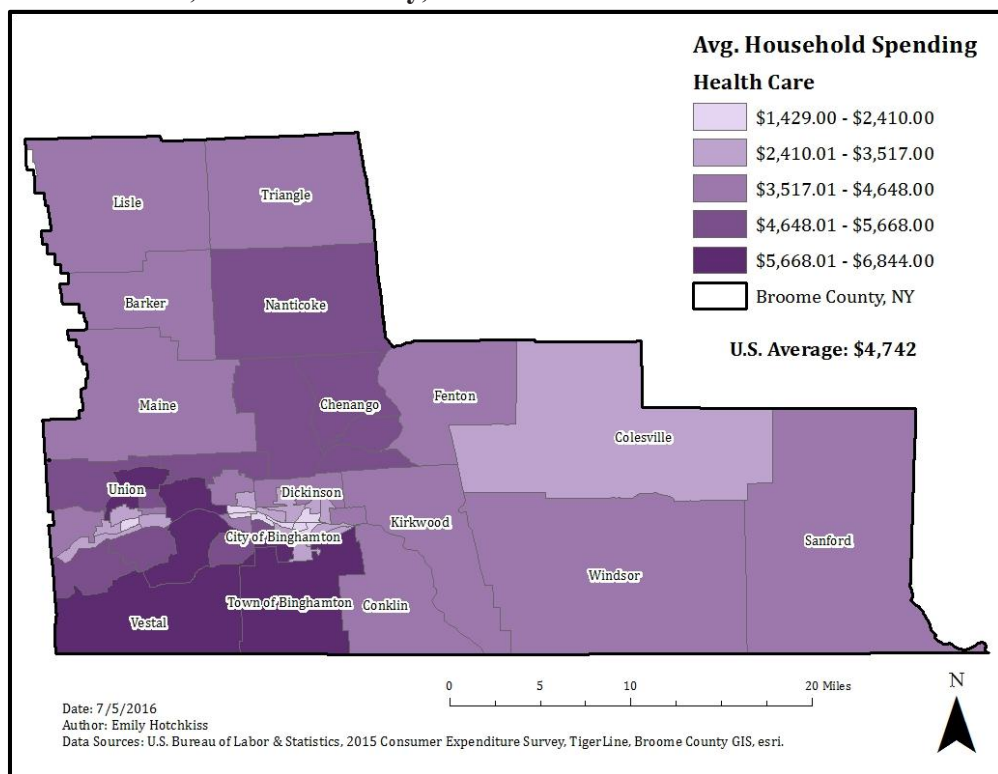 Avg. Household Spending
Health Care
$1,429.00 - $2,410.00
$2,410.01 - $3,517.00
$3,517.01 - $4,648.00
$4,648.01 - $5,668.00
$5,668.01 - $6,844.00
Broome County, NY
U.S. Average: $4,742
Lisle
Triangle
Barker
Nanticoke
Maine
Chenango
Fenton
Colesville
Union
Dickinson
Kirkwood
City of Binghamton
Sanford
Windsor
Vestal
Town of Binghamton
Conklin
0 5 10 20 Miles
N
Date: 7/5/2016
Author: Emily Hotchkiss
Data Sources: U.S. Bureau of Labor & Statistics, 2015 Consumer Expenditure Survey, TigerLine, Broome County GIS, esri.